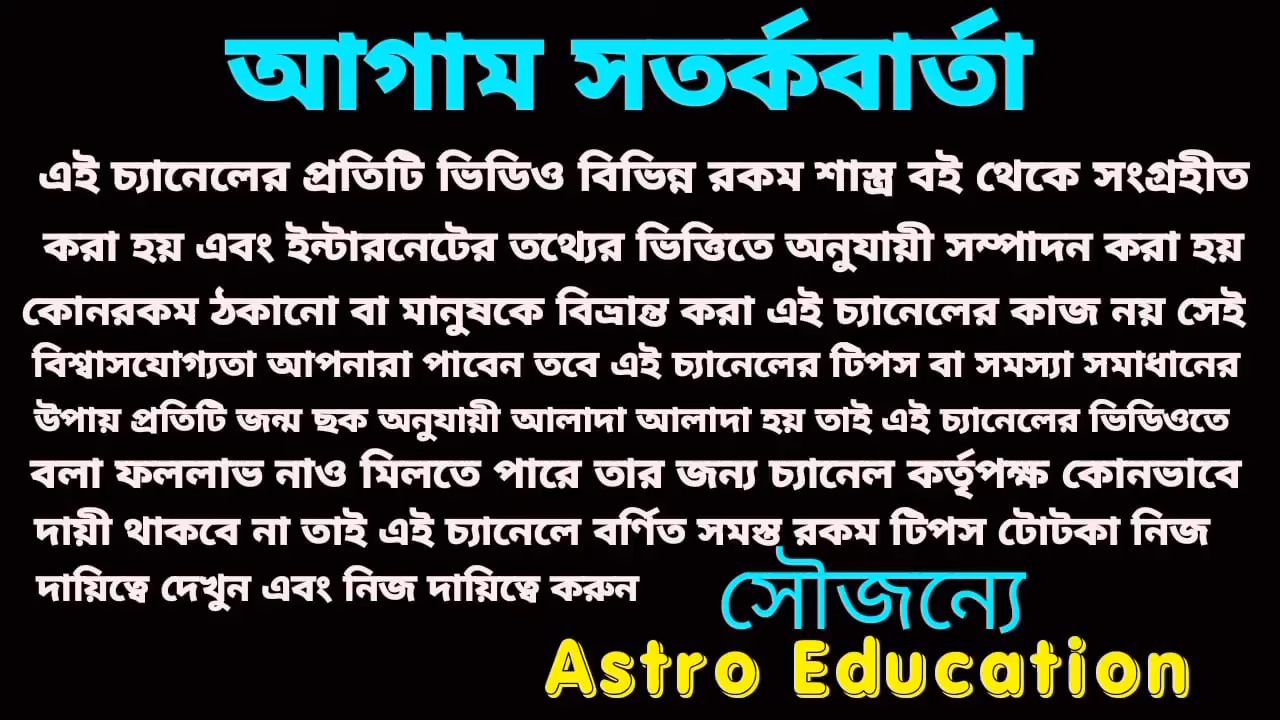 আগাম সতর্কবার্তা
এই চ্যানেলের প্রতিটি ভিডিও বিভিন্ন রকম শাস্ত্র বই থেকে সংগ্রহীত
করা হয় এবং ইন্টারনেটের তথ্যের ভিত্তিতে অনুযায়ী সম্পাদন করা হয়
কোনরকম ঠকানো বা মানুষকে বিভ্রান্ত করা এই চ্যানেলের কাজ নয় সেই
বিশ্বাসযোগ্যতা আপনারা পাবেন তবে এই চ্যানেলের টিপস বা সমস্যা সমাধানের
উপায় প্রতিটি জন্ম ছক অনুযায়ী আলাদা আলাদা হয় তাই এই চ্যানেলের ভিডিওতে
বলা ফললাভ নাও মিলতে পারে তার জন্য চ্যানেল কর্তৃপক্ষ কোনভাবে
দায়ী থাকবে না তাই এই চ্যানেলে বর্ণিত সমস্ত রকম টিপস টোটকা নিজ
দায়িত্বে দেখুন এবং নিজ দায়িত্বে করুন
সৌজন্যে
Astro Education